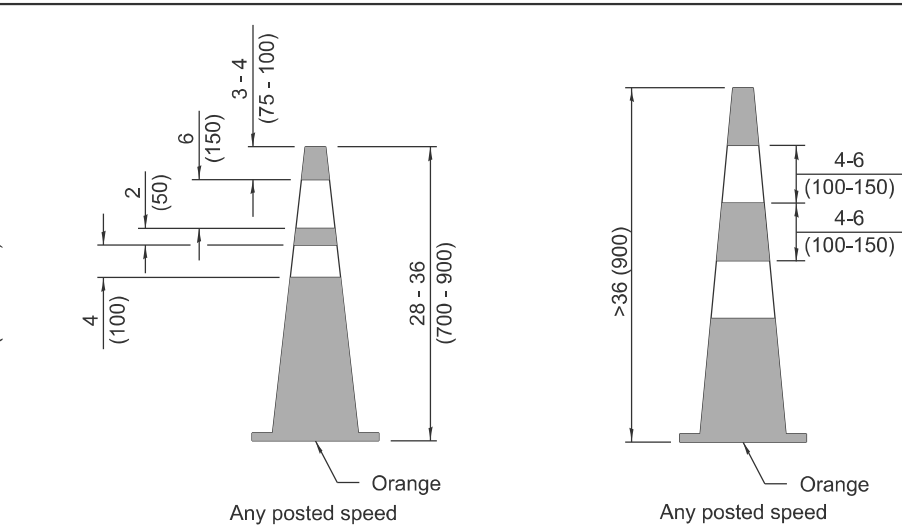 3 - 4
(75 - 100)
6
(150)
2
(50)
4
(100)
28 - 36
(700 - 900)
Orange
Any posted speed
>36 (900)
4-6
(100-150)
4-6
(100-150)
Orange
Any posted speed